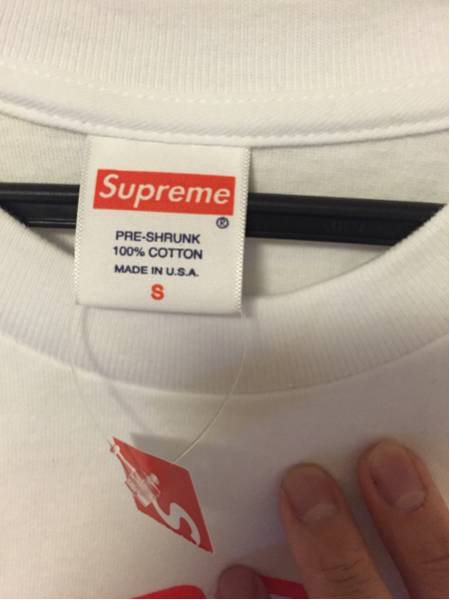 Supreme
®
PRE-SHRUNK
100% COTTON
MADE IN U.S.A.
S
S